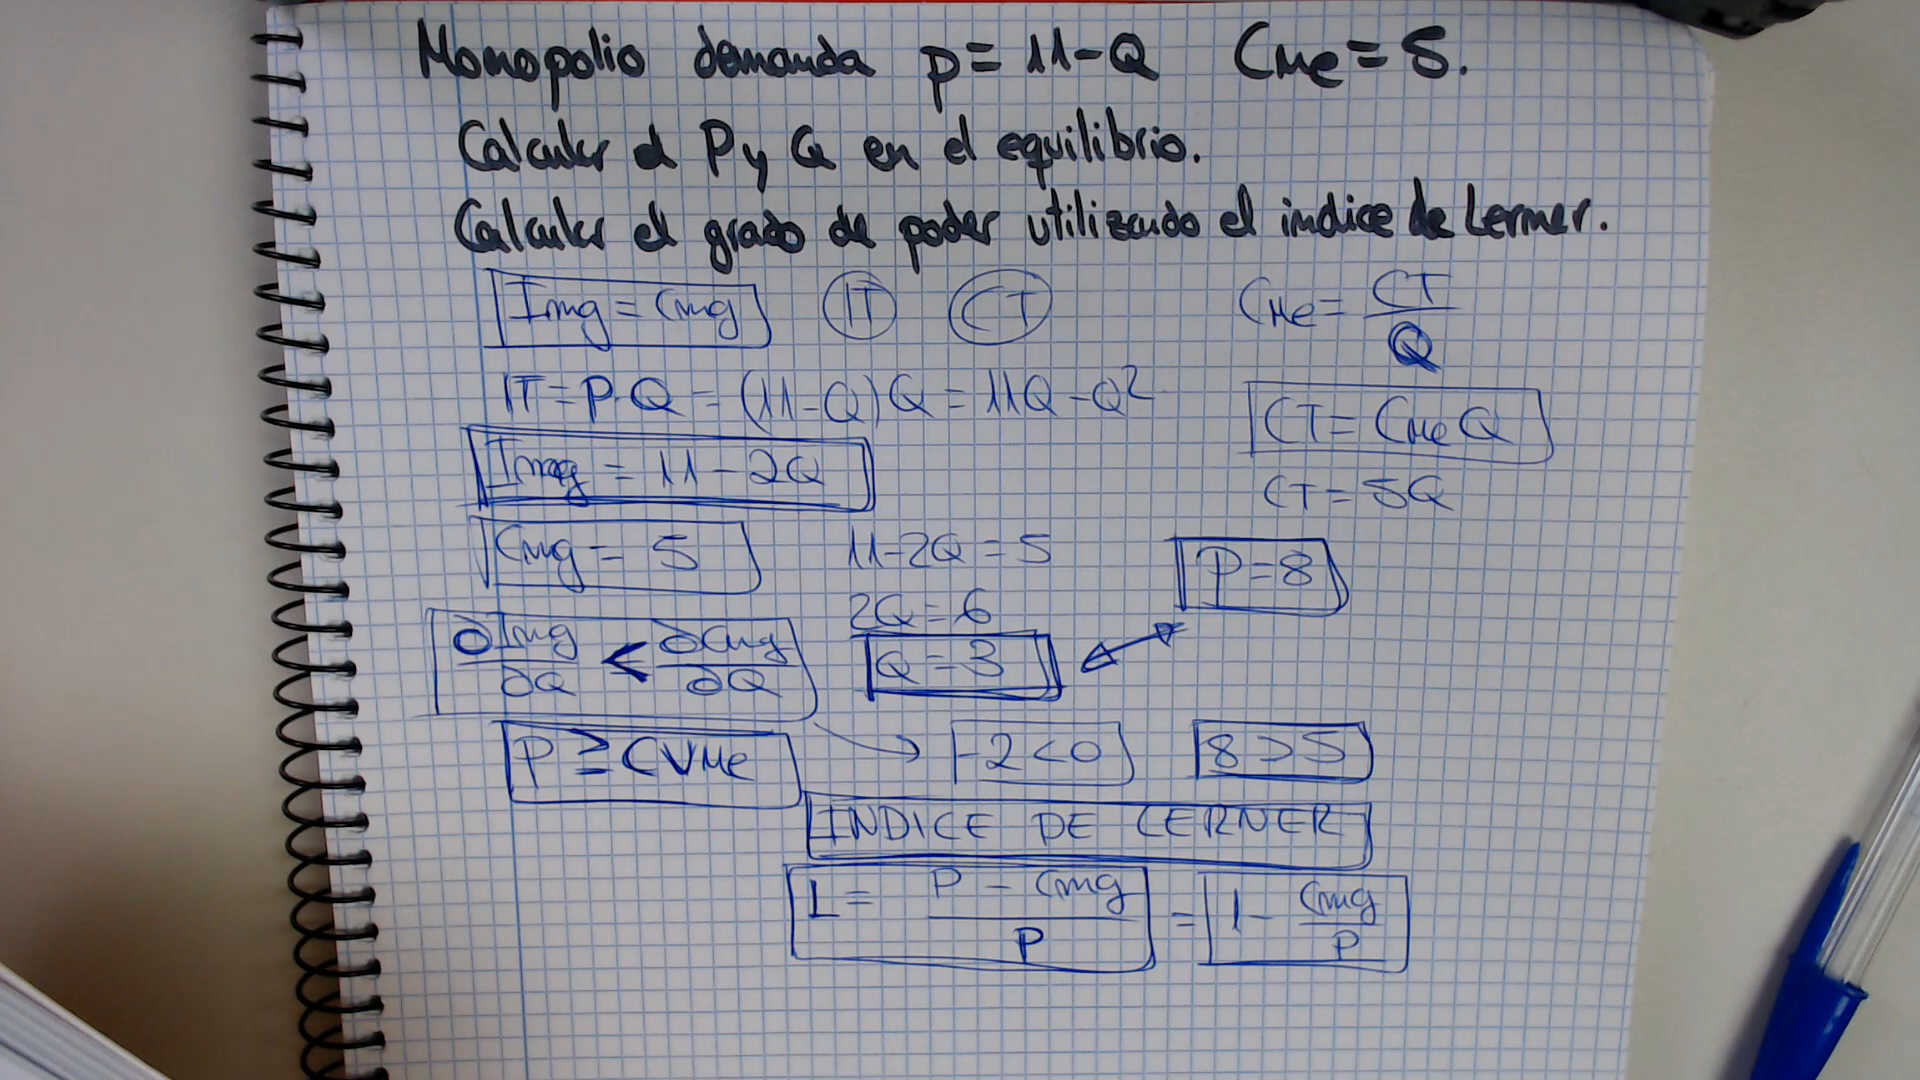 Monopolio demanda p = 11-Q CMe = 5.
Calcular el P y Q en el equilibrio.
Calcular el grado de poder utilizando el indice de Lerner.
Img = Cmg IT CT CMe = CT/Q
IT = P·Q = (11-Q)Q = 11Q - Q²
CT = CMe Q
Img = 11 - 2Q
CT = 5Q
Cmg = 5 11-2Q = 5 P = 8
2Q = 6
∂Img/∂Q < ∂Cmg/∂Q Q = 3
P ≥ CVMe -2 < 0 8 > 5
INDICE DE LERNER
L = P - Cmg/P = 1 - Cmg/P